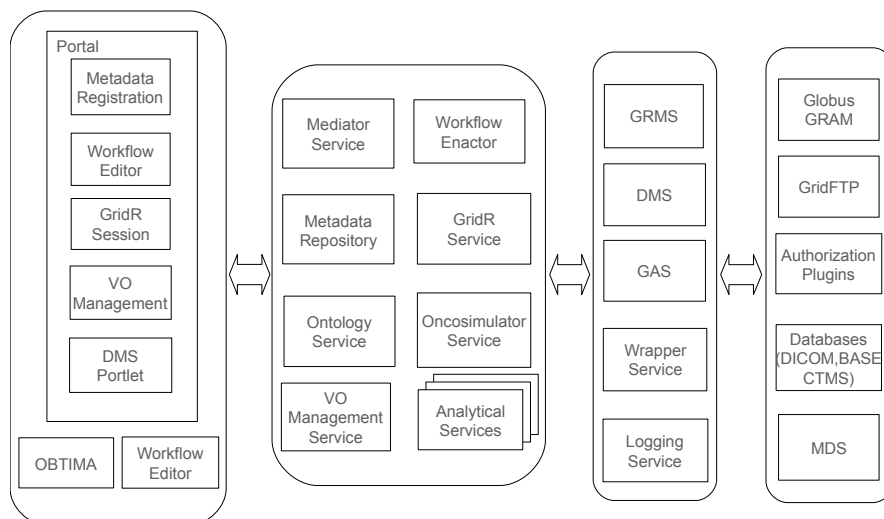 Portal
Metadata
Registration
Workflow
Editor
GridR
Session
VO
Management
DMS
Portlet
OBTIMA
Workflow
Editor
Mediator
Service
Workflow
Enactor
Metadata
Repository
GridR
Service
Ontology
Service
Oncosimulator
Service
VO
Management
Service
Analytical
Services
GRMS
DMS
GAS
Wrapper
Service
Logging
Service
Globus
GRAM
GridFTP
Authorization
Plugins
Databases
(DICOM,BASE
CTMS)
MDS